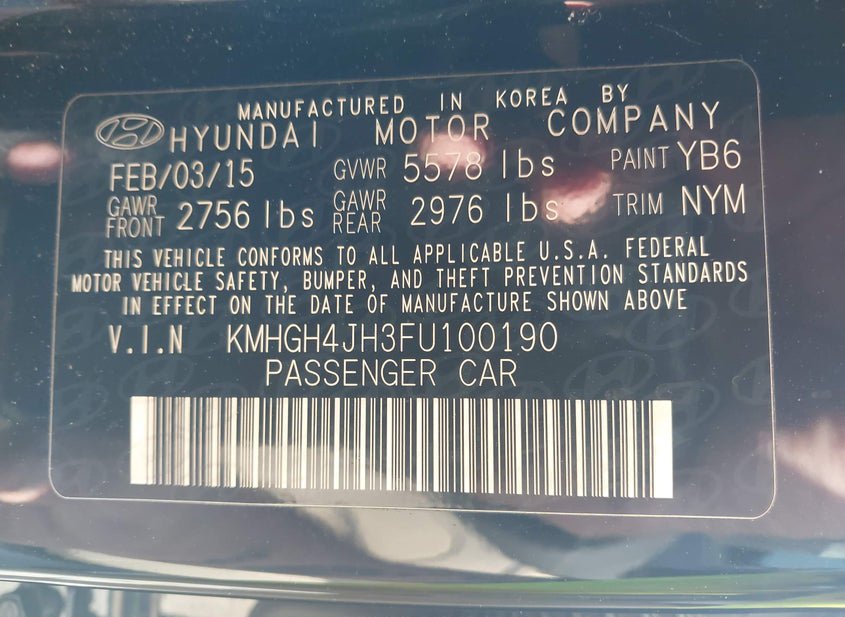 MANUFACTURED IN KOREA BY
HYUNDAI MOTOR COMPANY
FEB/03/15 GVWR 5578 lbs PAINT YB6
GAWR FRONT 2756 lbs GAWR REAR 2976 lbs TRIM NYM
THIS VEHICLE CONFORMS TO ALL APPLICABLE U.S.A. FEDERAL
MOTOR VEHICLE SAFETY, BUMPER, AND THEFT PREVENTION STANDARDS
IN EFFECT ON THE DATE OF MANUFACTURE SHOWN ABOVE
V.I.N KMHGH4JH3FU100190
PASSENGER CAR